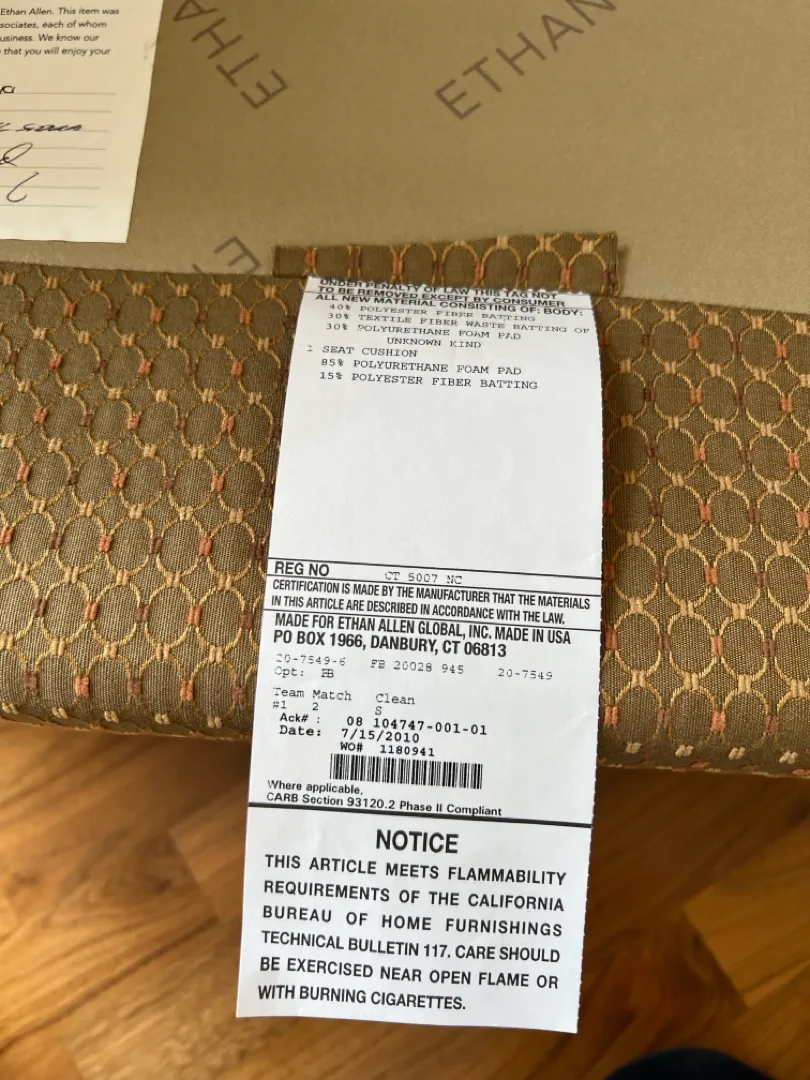 Ethan Allen. This item was
sociates, each of whom
usiness. We know our
that you will enjoy your
ETHA
ETHAN
E
UNDER PENALTY OF LAW THIS TAG NOT
TO BE REMOVED EXCEPT BY CONSUMER
ALL NEW MATERIAL CONSISTING OF: BODY:
40% POLYESTER FIBER BATTING
30% TEXTILE FIBER WASTE BATTING OF
30% POLYURETHANE FOAM PAD
UNKNOWN KIND
1 SEAT CUSHION
85% POLYURETHANE FOAM PAD
15% POLYESTER FIBER BATTING
REG NO CT 5007 NC
CERTIFICATION IS MADE BY THE MANUFACTURER THAT THE MATERIALS
IN THIS ARTICLE ARE DESCRIBED IN ACCORDANCE WITH THE LAW.
MADE FOR ETHAN ALLEN GLOBAL, INC. MADE IN USA
PO BOX 1966, DANBURY, CT 06813
20-7549-6 FB 20028 945 20-7549
Opt: FB
Team Match Clean
#1 2 S
Ack# : 08 104747-001-01
Date: 7/15/2010
WO# 1180941
Where applicable,
CARB Section 93120.2 Phase II Compliant
NOTICE
THIS ARTICLE MEETS FLAMMABILITY
REQUIREMENTS OF THE CALIFORNIA
BUREAU OF HOME FURNISHINGS
TECHNICAL BULLETIN 117. CARE SHOULD
BE EXERCISED NEAR OPEN FLAME OR
WITH BURNING CIGARETTES.